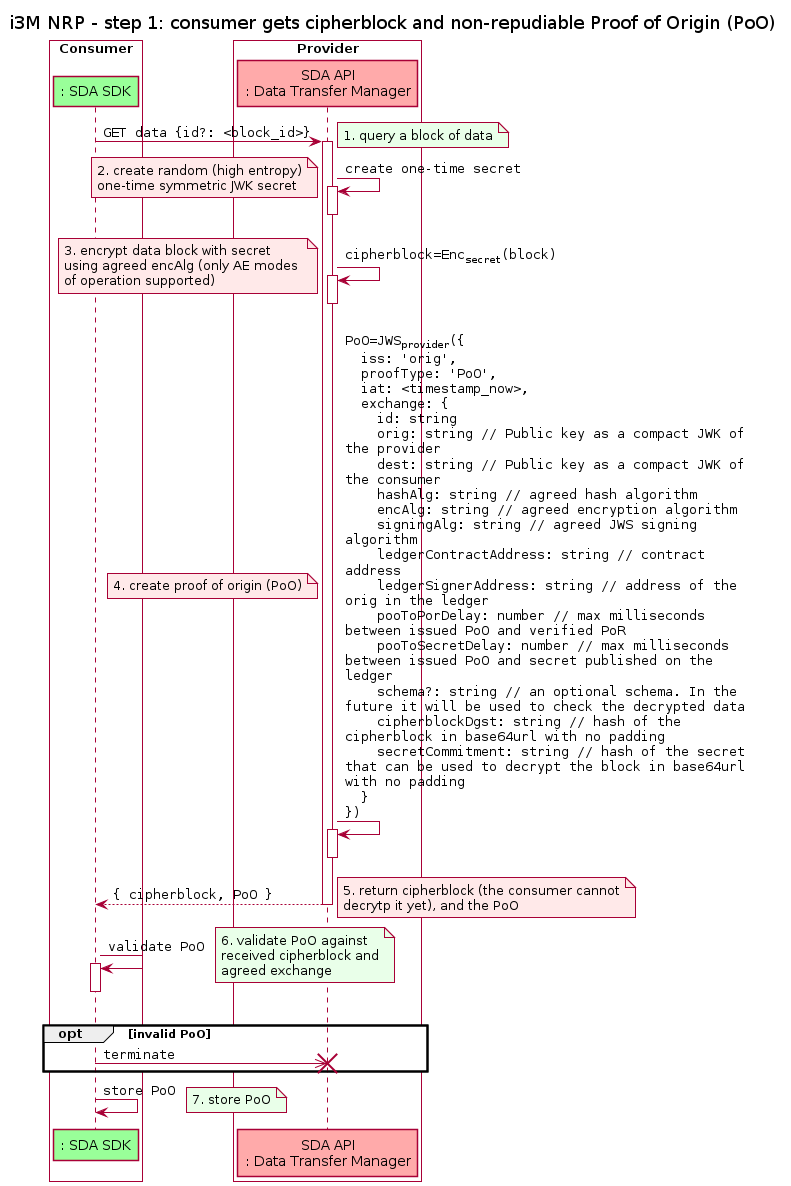 i3M NRP - step 1: consumer gets cipherblock and non-repudiable Proof of Origin (PoO)
Consumer
Provider
: SDA SDK
SDA API
: Data Transfer Manager
GET data {id?: <block_id>}
1. query a block of data
2. create random (high entropy)
one-time symmetric JWK secret
create one-time secret
3. encrypt data block with secret
using agreed encAlg (only AE modes
of operation supported)
cipherblock=Encsecret(block)
PoO=JWSprovider({
iss: 'orig',
proofType: 'PoO',
iat: <timestamp_now>,
exchange: {
id: string
orig: string // Public key as a compact JWK of
the provider
dest: string // Public key as a compact JWK of
the consumer
hashAlg: string // agreed hash algorithm
encAlg: string // agreed encryption algorithm
signingAlg: string // agreed JWS signing
algorithm
ledgerContractAddress: string // contract
address
ledgerSignerAddress: string // address of the
orig in the ledger
pooToPorDelay: number // max milliseconds
between issued PoO and verified PoR
pooToSecretDelay: number // max milliseconds
between issued PoO and secret published on the
ledger
schema?: string // an optional schema. In the
future it will be used to check the decrypted data
cipherblockDgst: string // hash of the
cipherblock in base64url with no padding
secretCommitment: string // hash of the secret
that can be used to decrypt the block in base64url
with no padding
}
})
4. create proof of origin (PoO)
{ cipherblock, PoO }
5. return cipherblock (the consumer cannot
decrytp it yet), and the PoO
validate PoO
6. validate PoO against
received cipherblock and
agreed exchange
opt
[invalid PoO]
terminate
store PoO
7. store PoO
: SDA SDK
SDA API
: Data Transfer Manager